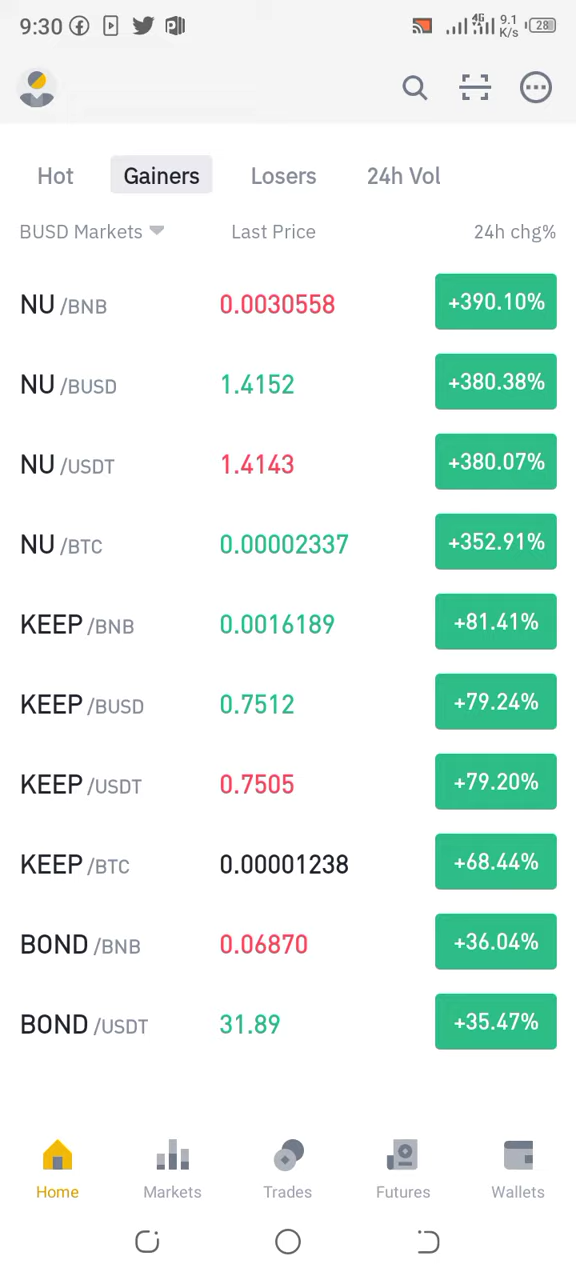 9:30 4G 9.1 K/s 28
Hot Gainers Losers 24h Vol
BUSD Markets Last Price 24h chg%
NU /BNB 0.0030558 +390.10%
NU /BUSD 1.4152 +380.38%
NU /USDT 1.4143 +380.07%
NU /BTC 0.00002337 +352.91%
KEEP /BNB 0.0016189 +81.41%
KEEP /BUSD 0.7512 +79.24%
KEEP /USDT 0.7505 +79.20%
KEEP /BTC 0.00001238 +68.44%
BOND /BNB 0.06870 +36.04%
BOND /USDT 31.89 +35.47%
Home Markets Trades Futures Wallets